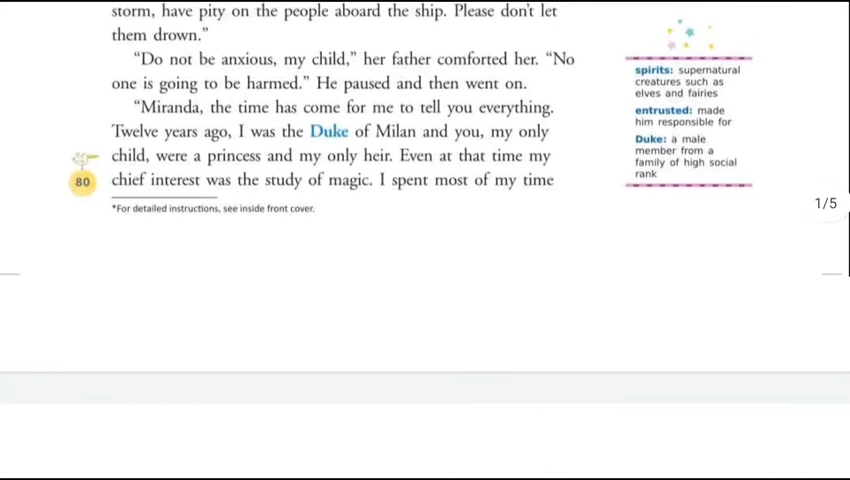 storm, have pity on the people aboard the ship. Please don't let
them drown.”
“Do not be anxious, my child,” her father comforted her. “No
one is going to be harmed.” He paused and then went on.
“Miranda, the time has come for me to tell you everything.
Twelve years ago, I was the Duke of Milan and you, my only
child, were a princess and my only heir. Even at that time my
chief interest was the study of magic. I spent most of my time
80
*For detailed instructions, see inside front cover.
spirits: supernatural
creatures such as
elves and fairies
entrusted: made
him responsible for
Duke: a male
member from a
family of high social
rank
1/5